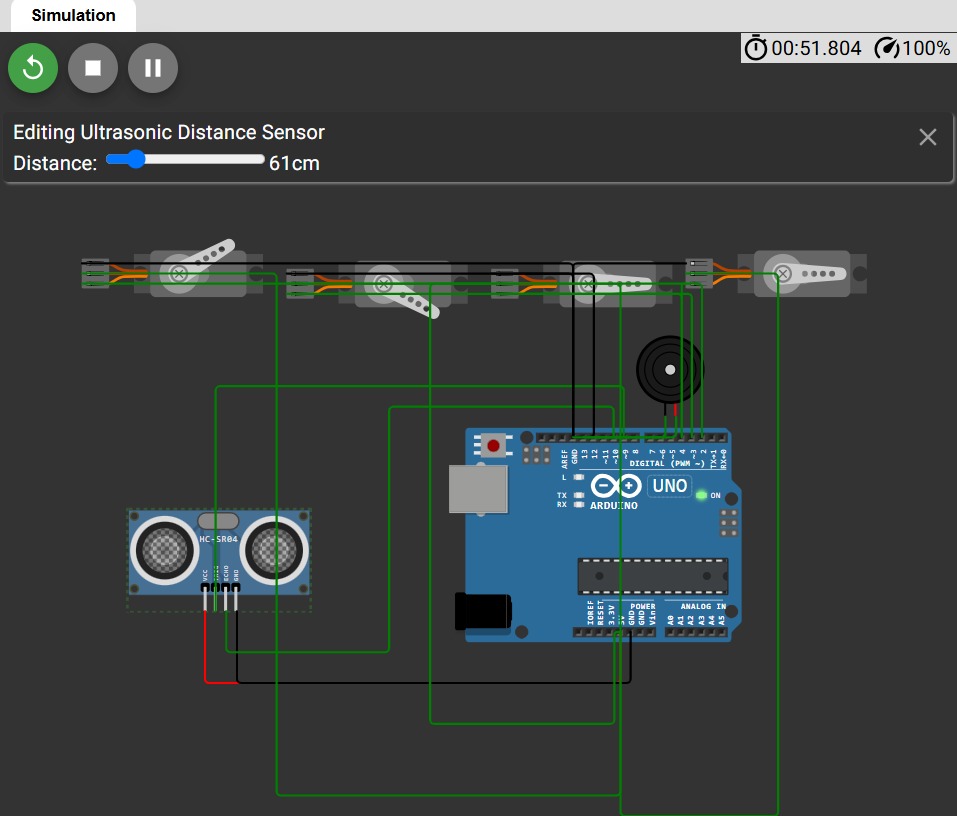 Simulation
00:51.804 100%
Editing Ultrasonic Distance Sensor
Distance: 61cm
AREF
GND
13
12
~11
~10
~9
8
7
~6
~5
4
~3
2
TX→1
RX←0
DIGITAL (PWM ~)
L
TX
RX
UNO
ARDUINO
ON
HC-SR04
VCC
ECHO
GND
IOREF
RESET
3.3V
5V
GND
GND
Vin
POWER
ANALOG IN
A0
A1
A2
A3
A4
A5